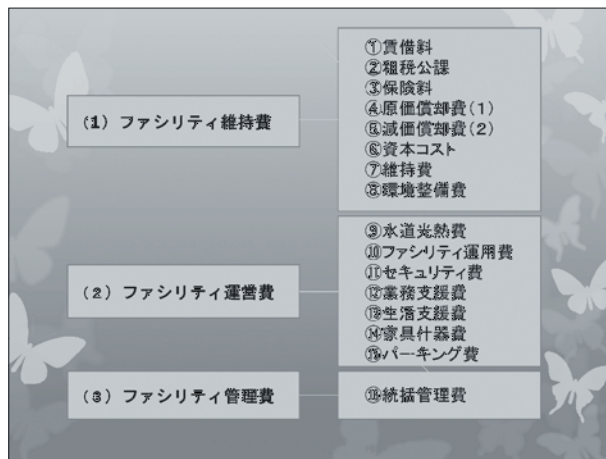 (1) ファシリティ維持費
①賃借料
②租税公課
③保険料
④原価償却費(1)
⑤減価償却費(2)
⑥資本コスト
⑦維持費
⑧環境整備費
(2) ファシリティ運営費
⑨水道光熱費
⑩ファシリティ運用費
⑪セキュリティ費
⑫業務支援費
⑬生活支援費
⑭家具什器費
⑮パーキング費
(3) ファシリティ管理費
⑯統括管理費